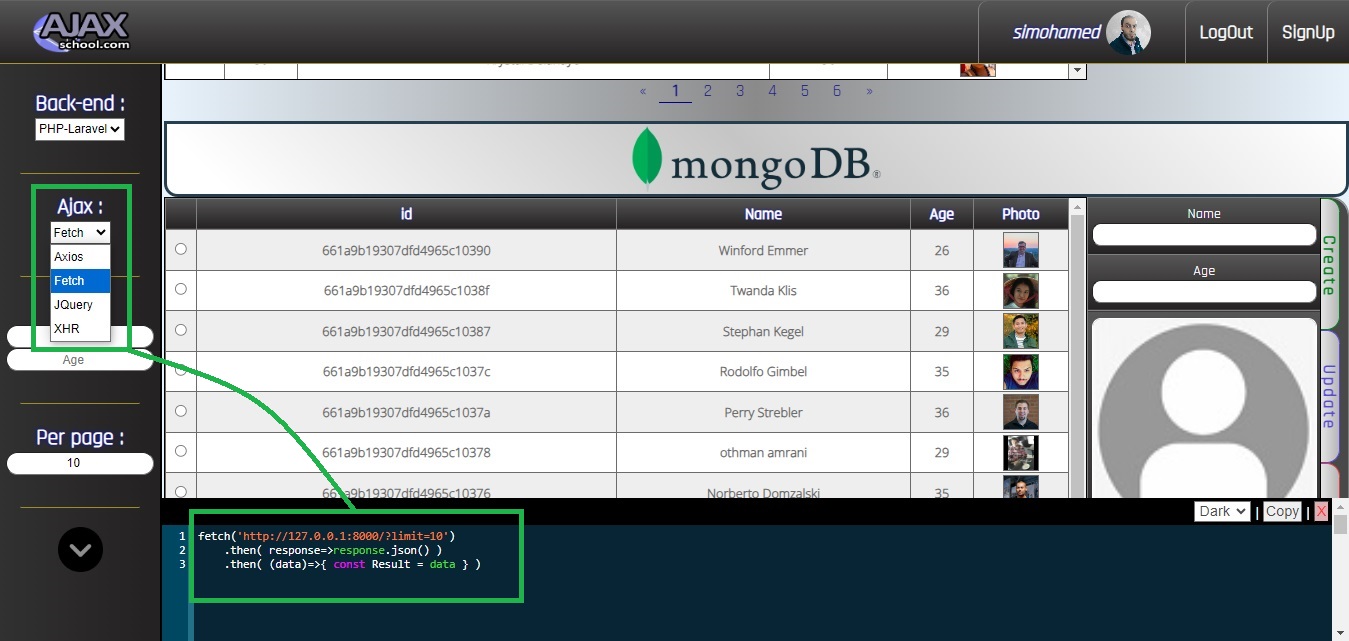 AJAX
school.com
slmohamed
LogOut
SignUp
Back-end :
PHP-Laravel
Ajax :
Fetch
Axios
Fetch
JQuery
XHR
Age
Per page :
10
« 1 2 3 4 5 6 »
mongoDB®
id Name Age Photo
661a9b19307dfd4965c10390 Winford Emmer 26
661a9b19307dfd4965c1038f Twanda Klis 36
661a9b19307dfd4965c10387 Stephan Kegel 29
661a9b19307dfd4965c1037c Rodolfo Gimbel 35
661a9b19307dfd4965c1037a Perry Strebler 36
661a9b19307dfd4965c10378 othman amrani 29
661a9b19307dfd4965c10376 Norberto Domzalski 35
Name
Age
Create
Update
Dark | Copy | X
1 fetch('http://127.0.0.1:8000/?limit=10')
2 .then( response=>response.json() )
3 .then( (data)=>{ const Result = data } )